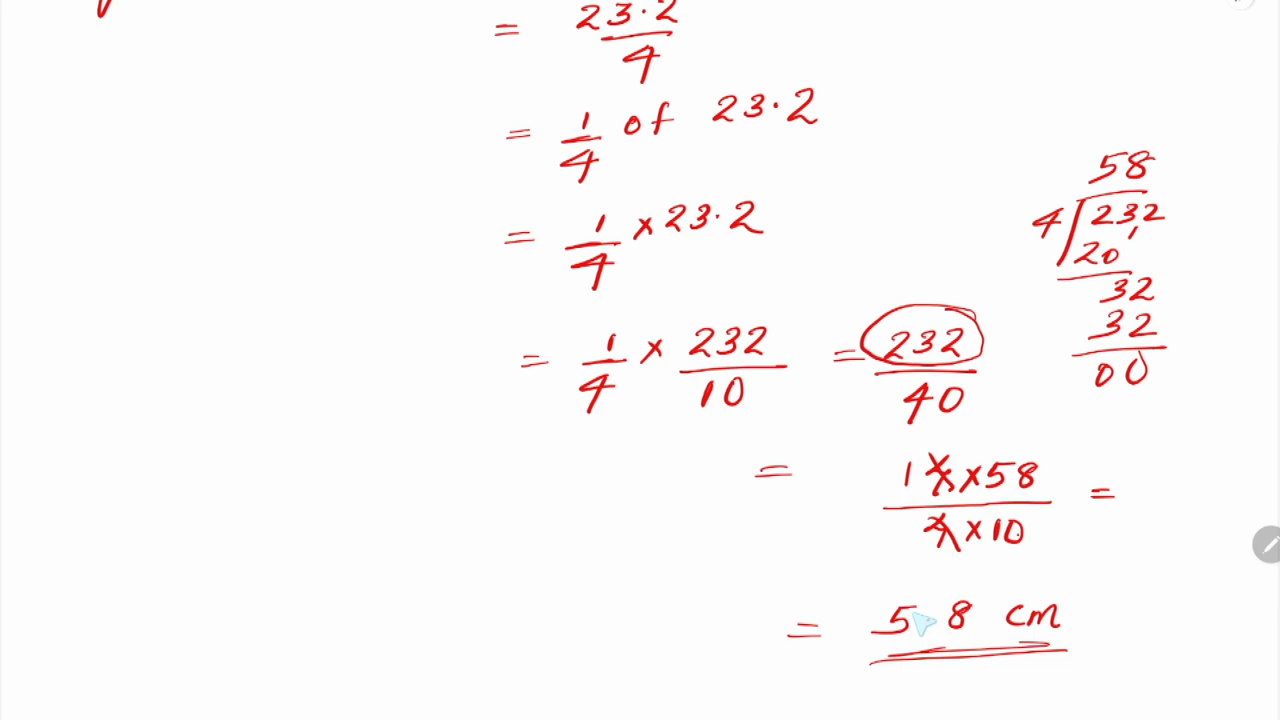 = 23.2/4
= 1/4 of 23.2
= 1/4 × 23.2
= 1/4 × 232/10 = 232/40
= 1 4 × 58 / 4 × 10 =
= 5.8 cm
58
4 232
20
32
32
00